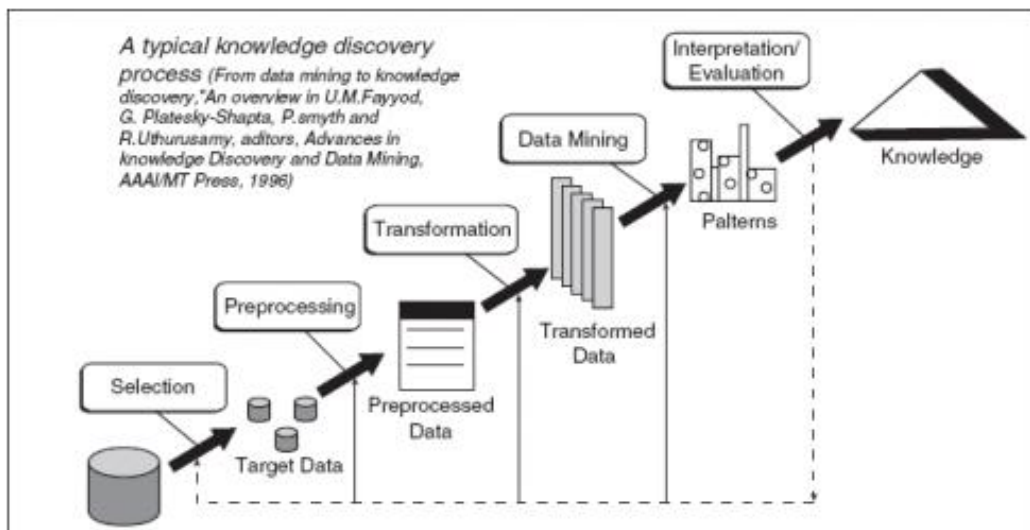 A typical knowledge discovery
process (From data mining to knowledge
discovery,"An overview in U.M.Fayyod,
G. Platesky-Shapta, P.smyth and
R.Uthurusamy, aditors, Advances in
knowledge Discovery and Data Mining,
AAAI/MT Press, 1996)
Interpretation/
Evaluation
Knowledge
Data Mining
Palterns
Transformation
Transformed
Data
Preprocessing
Preprocessed
Data
Selection
Target Data